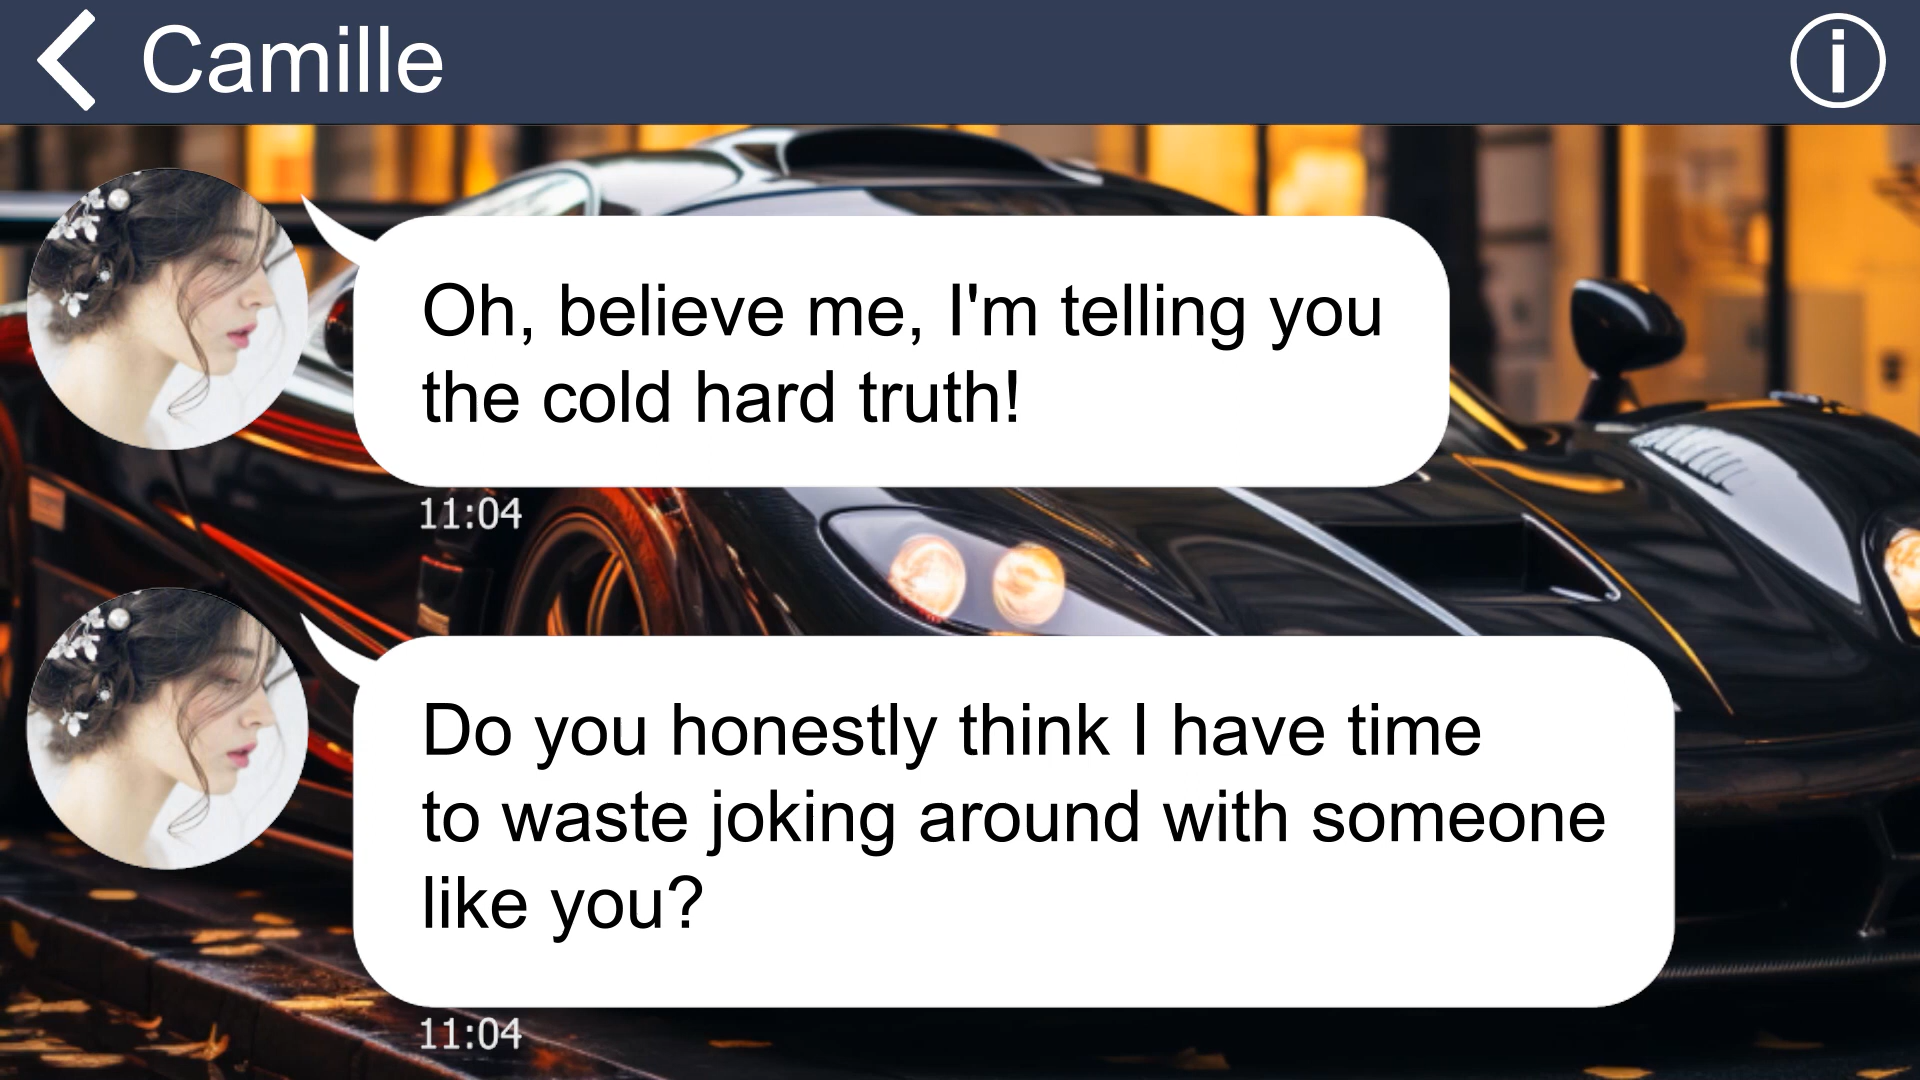 Camille
Oh, believe me, I'm telling you
the cold hard truth!
11:04
Do you honestly think I have time
to waste joking around with someone
like you?
11:04